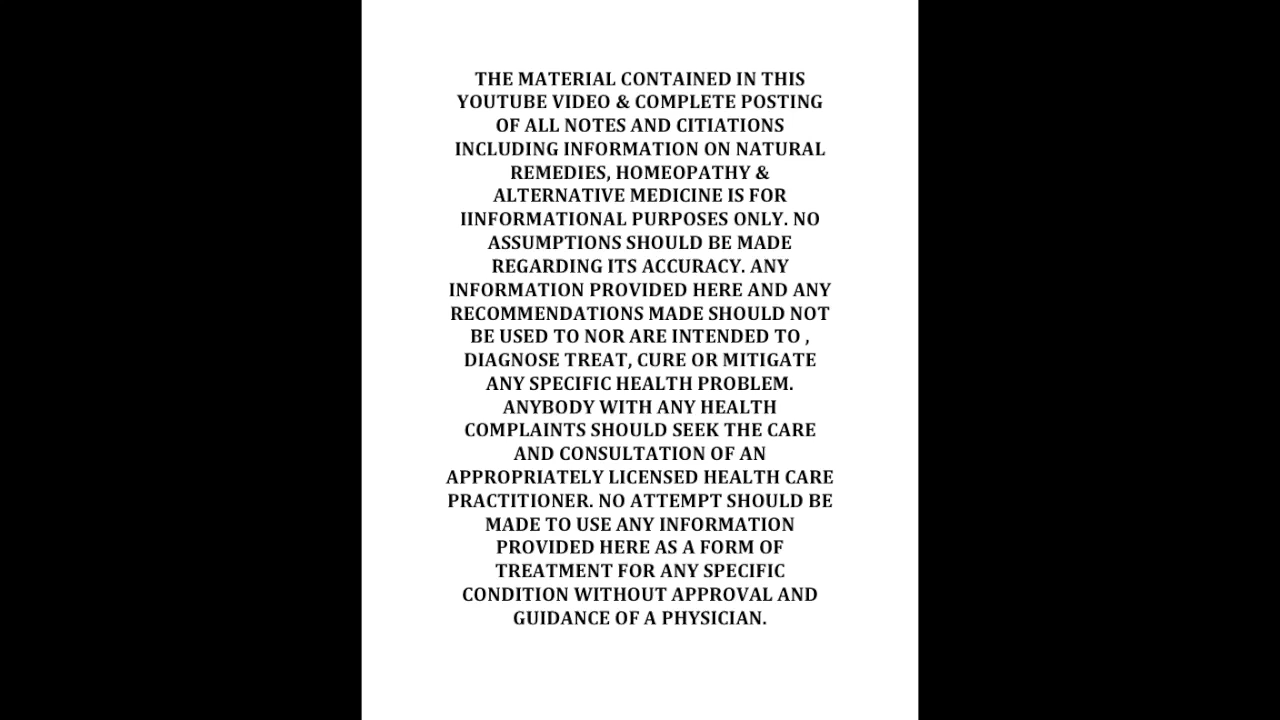 THE MATERIAL CONTAINED IN THIS
YOUTUBE VIDEO & COMPLETE POSTING
OF ALL NOTES AND CITIATIONS
INCLUDING INFORMATION ON NATURAL
REMEDIES, HOMEOPATHY &
ALTERNATIVE MEDICINE IS FOR
IINFORMATIONAL PURPOSES ONLY. NO
ASSUMPTIONS SHOULD BE MADE
REGARDING ITS ACCURACY. ANY
INFORMATION PROVIDED HERE AND ANY
RECOMMENDATIONS MADE SHOULD NOT
BE USED TO NOR ARE INTENDED TO ,
DIAGNOSE TREAT, CURE OR MITIGATE
ANY SPECIFIC HEALTH PROBLEM.
ANYBODY WITH ANY HEALTH
COMPLAINTS SHOULD SEEK THE CARE
AND CONSULTATION OF AN
APPROPRIATELY LICENSED HEALTH CARE
PRACTITIONER. NO ATTEMPT SHOULD BE
MADE TO USE ANY INFORMATION
PROVIDED HERE AS A FORM OF
TREATMENT FOR ANY SPECIFIC
CONDITION WITHOUT APPROVAL AND
GUIDANCE OF A PHYSICIAN.